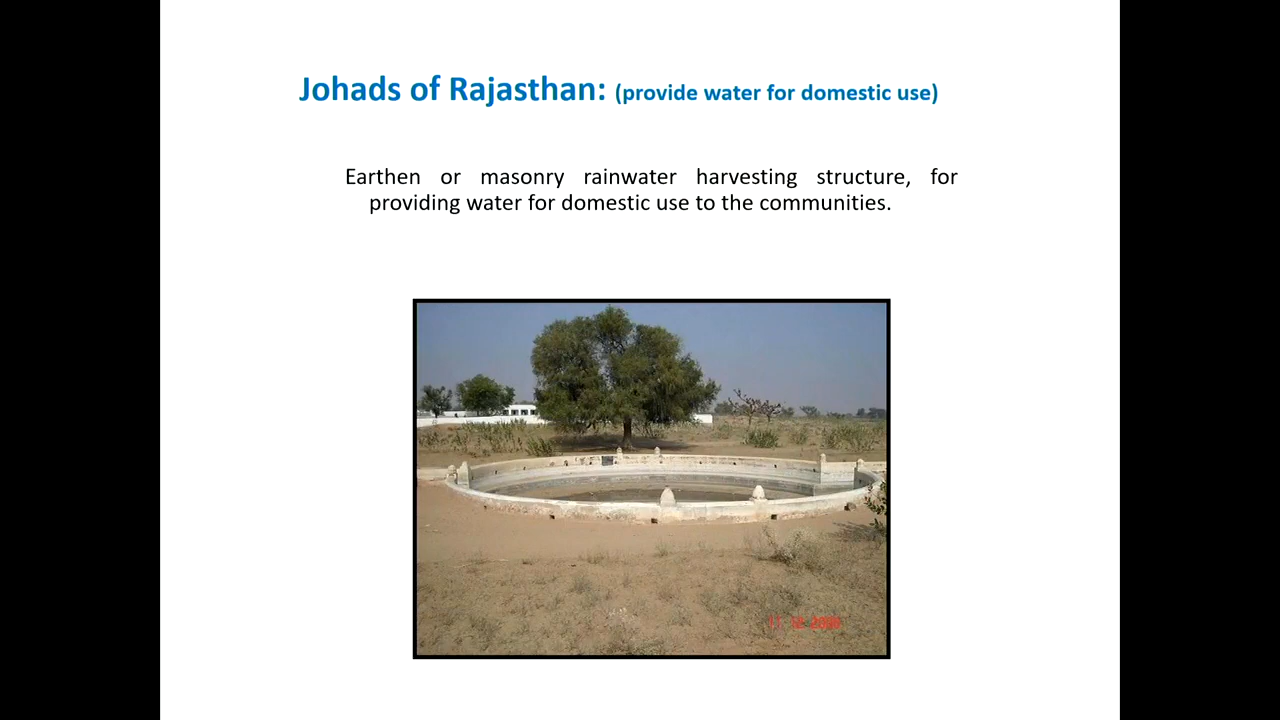 Johads of Rajasthan: (provide water for domestic use)
Earthen or masonry rainwater harvesting structure, for
providing water for domestic use to the communities.